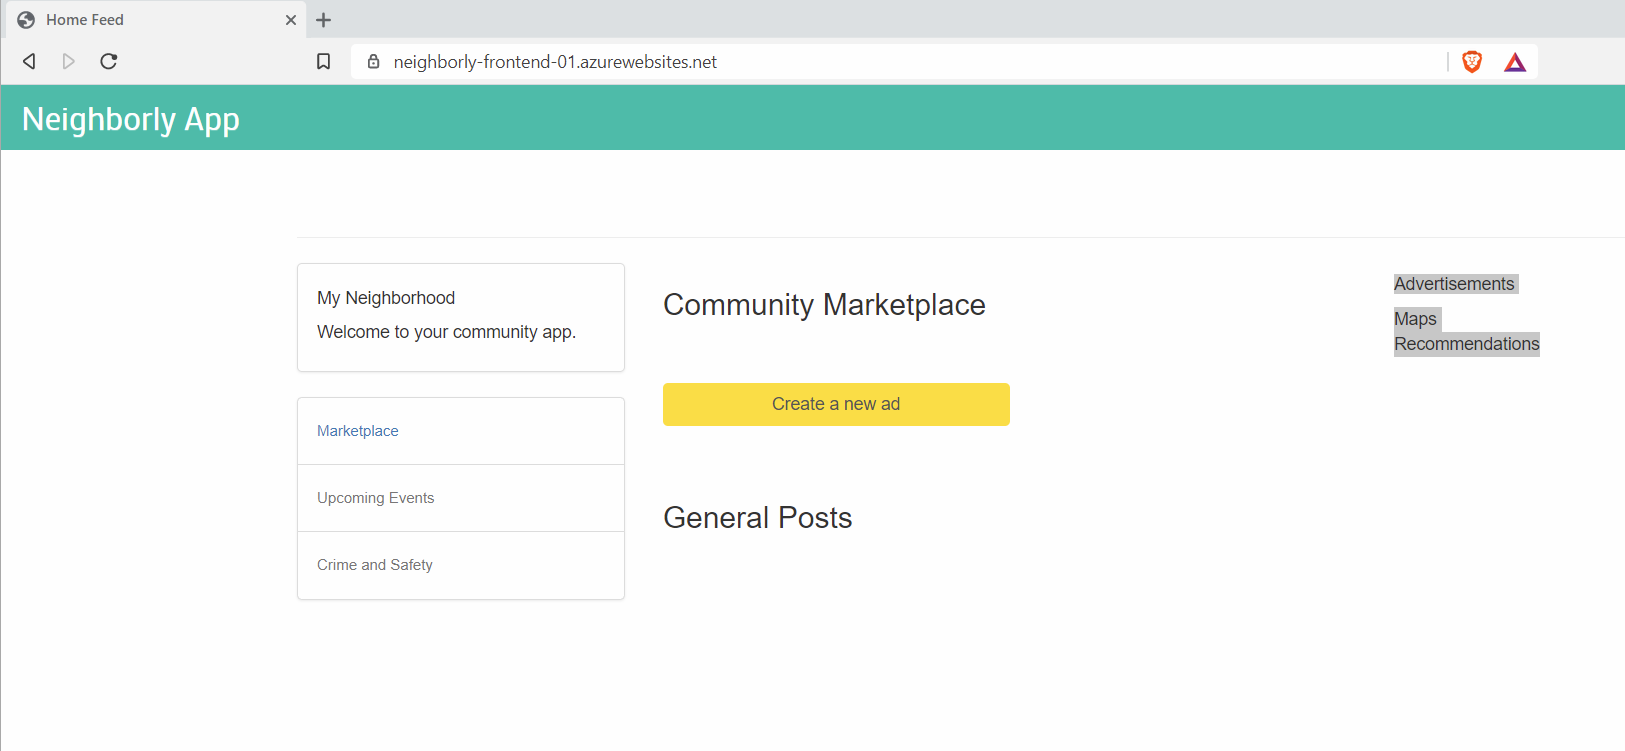 Home Feed
neighborly-frontend-01.azurewebsites.net
Neighborly App
My Neighborhood
Welcome to your community app.
Marketplace
Upcoming Events
Crime and Safety
Community Marketplace
Create a new ad
General Posts
Advertisements
Maps
Recommendations